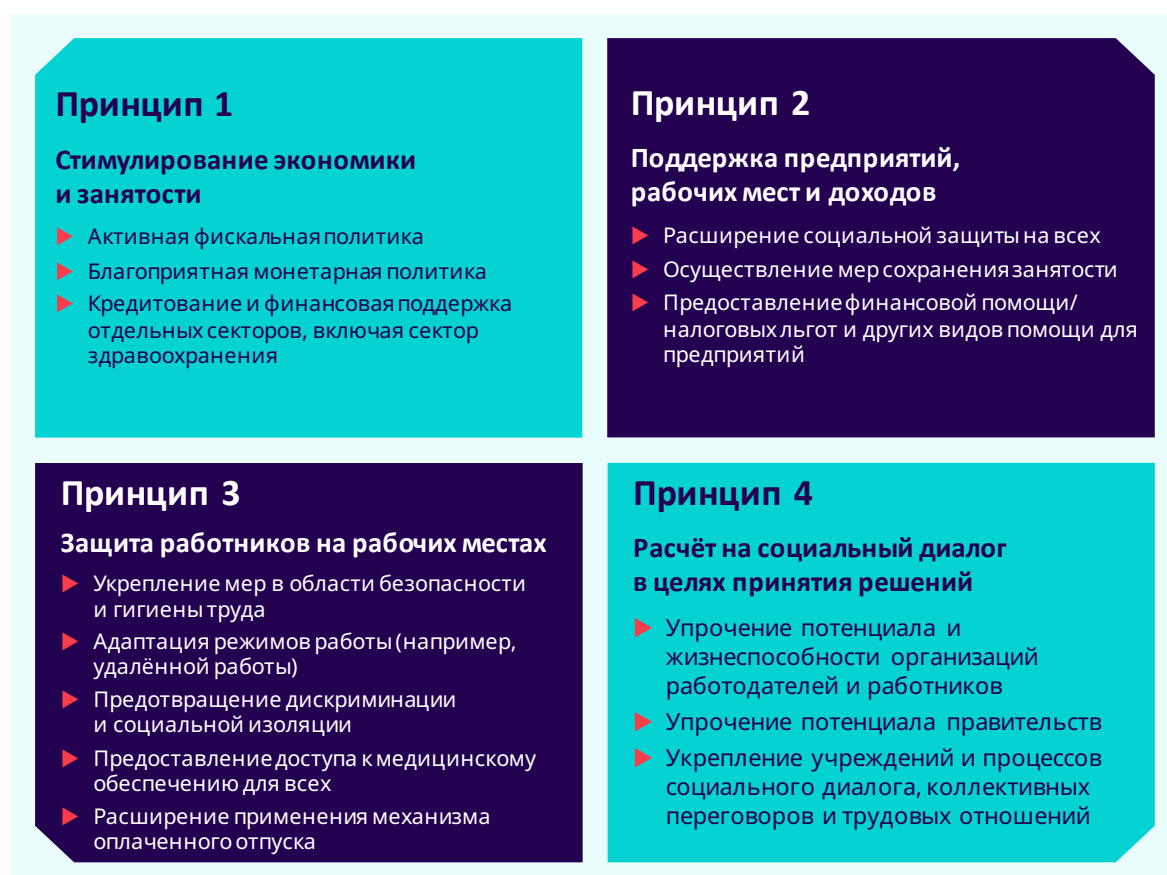 Принцип 1
Стимулирование экономики
и занятости
Активная фискальная политика
Благоприятная монетарная политика
Кредитование и финансовая поддержка
отдельных секторов, включая сектор
здравоохранения
Принцип 2
Поддержка предприятий,
рабочих мест и доходов
Расширение социальной защиты на всех
Осуществление мер сохранения занятости
Предоставление финансовой помощи/
налоговых льгот и других видов помощи для
предприятий
Принцип 3
Защита работников на рабочих местах
Укрепление мер в области безопасности
и гигиены труда
Адаптация режимов работы (например,
удалённой работы)
Предотвращение дискриминации
и социальной изоляции
Предоставление доступа к медицинскому
обеспечению для всех
Расширение применения механизма
оплаченного отпуска
Принцип 4
Расчёт на социальный диалог
в целях принятия решений
Упрочение потенциала и
жизнеспособности организаций
работодателей и работников
Упрочение потенциала правительств
Укрепление учреждений и процессов
социального диалога, коллективных
переговоров и трудовых отношений